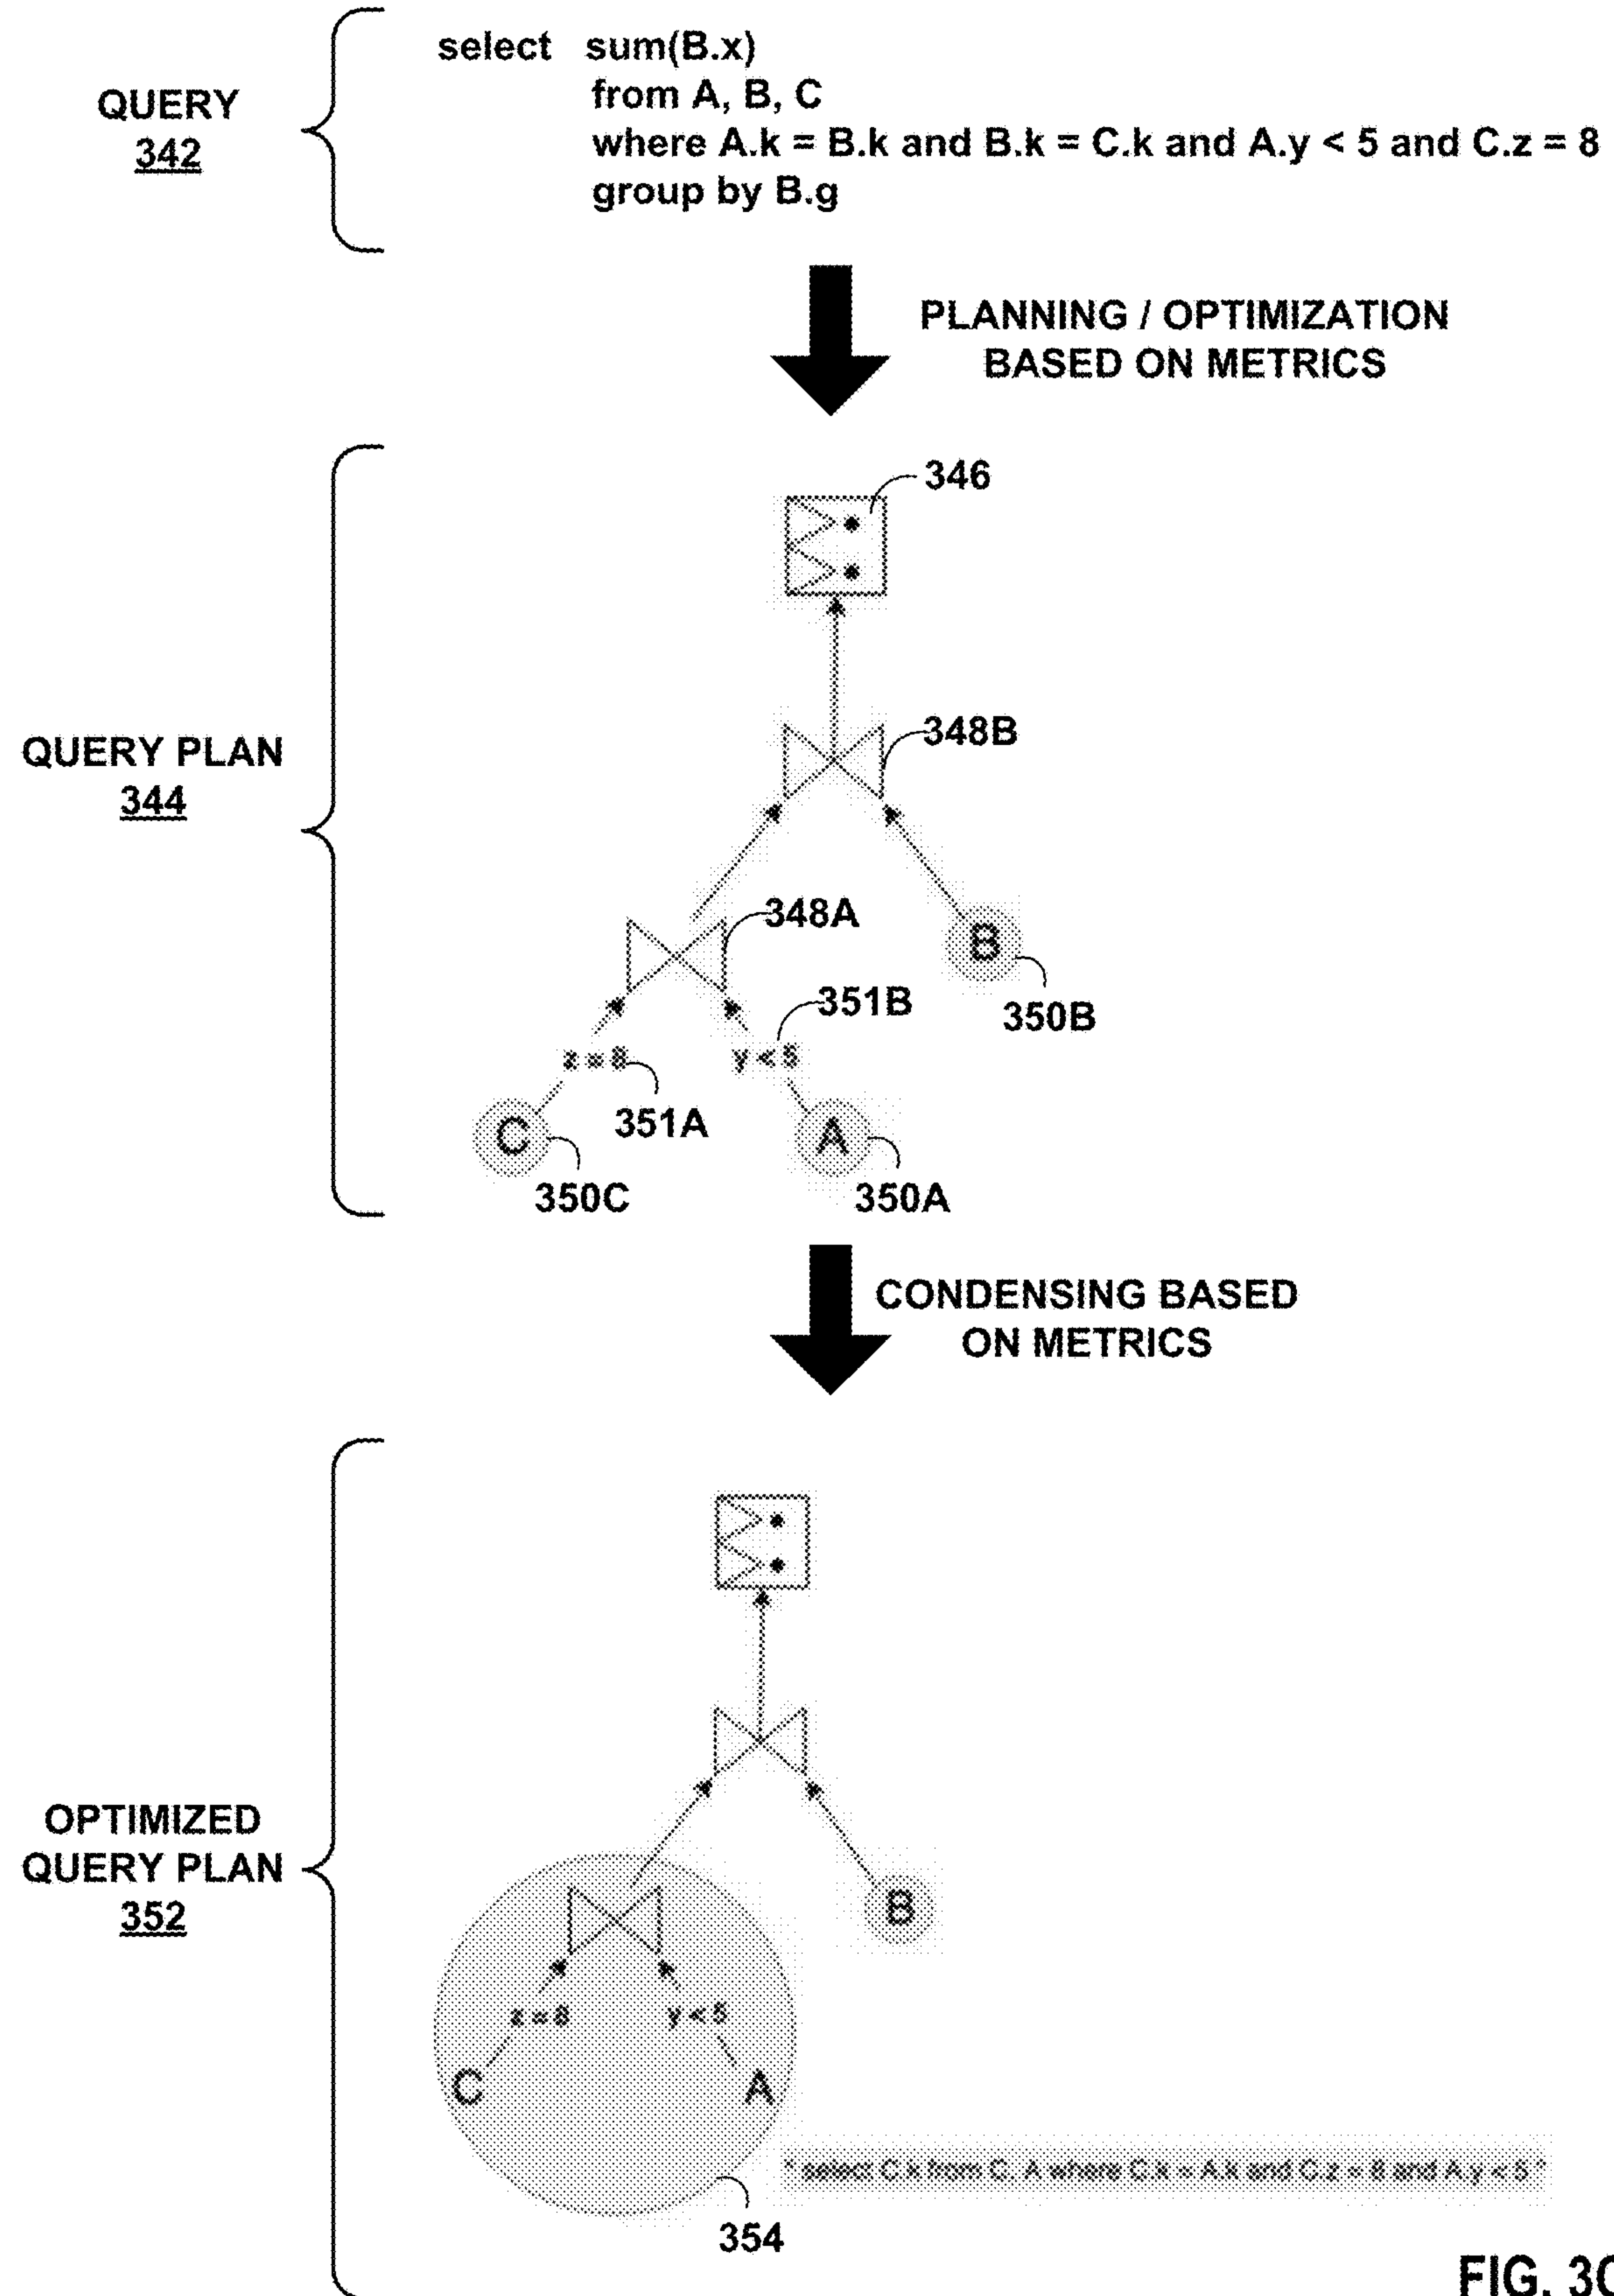 select sum(B.x)
from A, B, C
where A.k = B.k and B.k = C.k and A.y < 5 and C.z = 8
group by B.g
QUERY
342
PLANNING / OPTIMIZATION
BASED ON METRICS
346
348B
QUERY PLAN
344
348A
B
351B
350B
z = 8
y < 5
351A
C
A
350C
350A
CONDENSING BASED
ON METRICS
OPTIMIZED
QUERY PLAN
352
B
z = 8
y < 5
C
A
" select C.k from C, A where C.k = A.k and C.z = 8 and A.y < 5 "
354
FIG. 3C